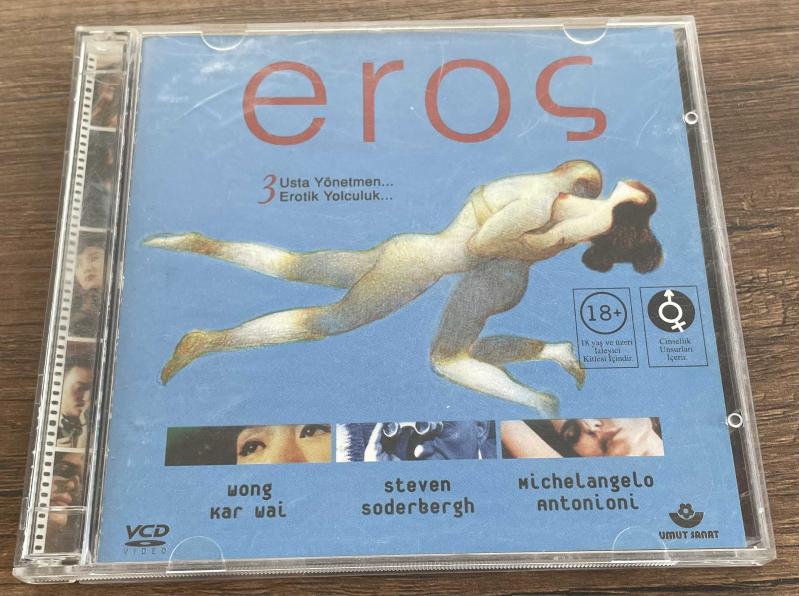 eros
3 Usta Yönetmen...
Erotik Yolculuk...
18+
18 yaş ve üzeri
İzleyici
Kitlesi İçindir.
Cinsellik
Unsurları
İçerir.
wong
kar wai
steven
soderbergh
michelangelo
antonioni
VCD
VIDEO
UMUT SANAT